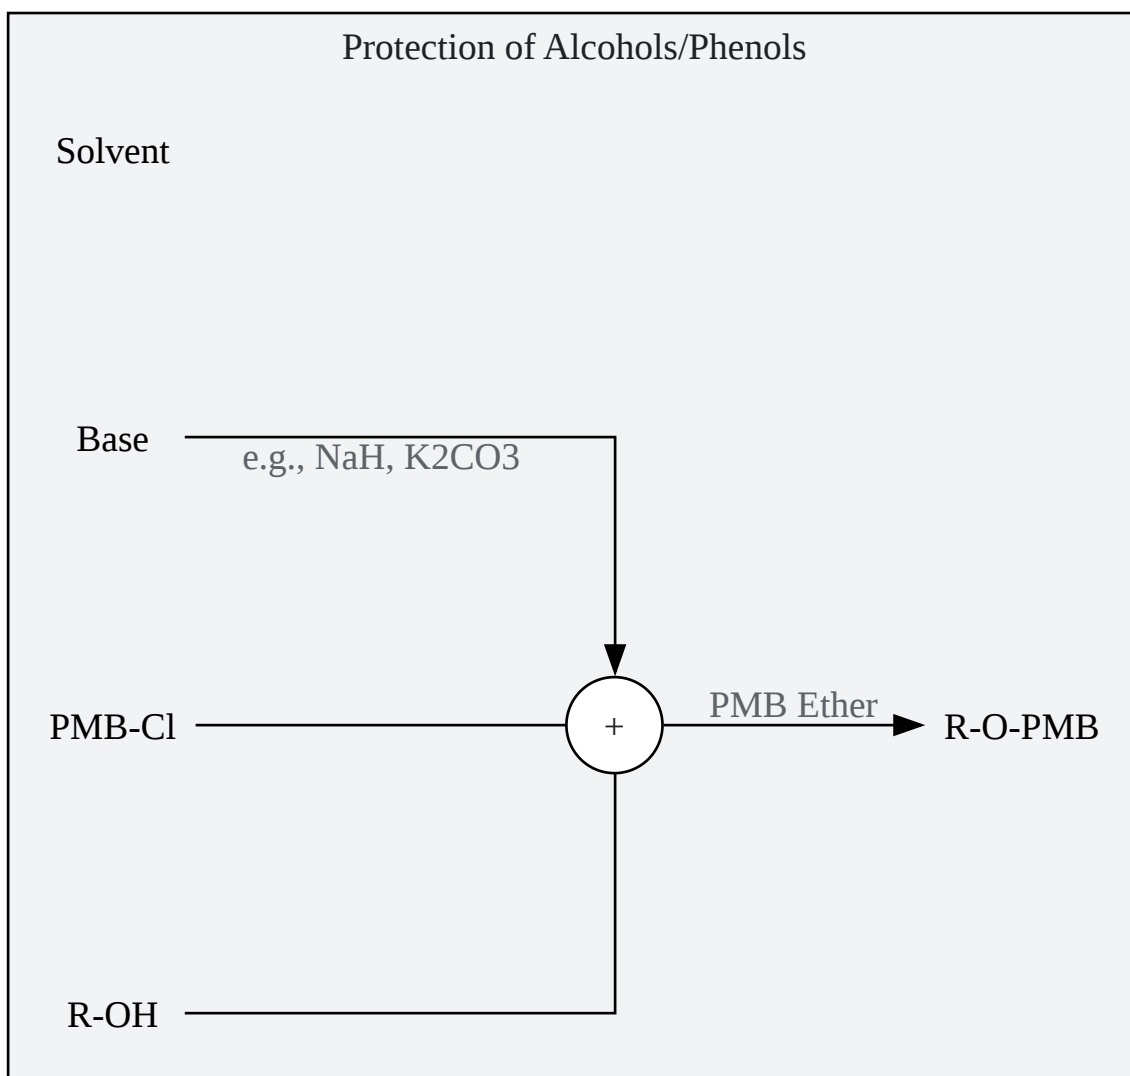 Protection of Alcohols/Phenols
Solvent
Base
e.g., NaH, K2CO3
PMB-Cl
+
PMB Ether
R-O-PMB
R-OH